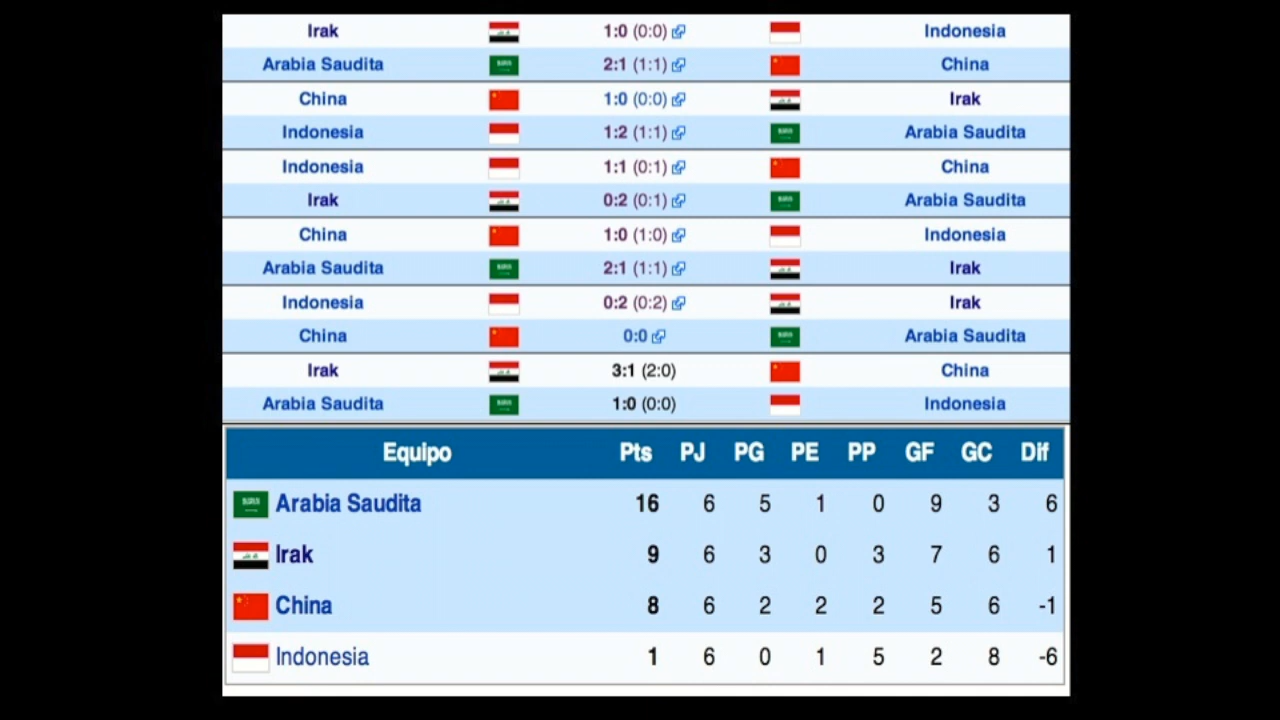 Irak 1:0 (0:0) Indonesia
Arabia Saudita 2:1 (1:1) China
China 1:0 (0:0) Irak
Indonesia 1:2 (1:1) Arabia Saudita
Indonesia 1:1 (0:1) China
Irak 0:2 (0:1) Arabia Saudita
China 1:0 (1:0) Indonesia
Arabia Saudita 2:1 (1:1) Irak
Indonesia 0:2 (0:2) Irak
China 0:0 Arabia Saudita
Irak 3:1 (2:0) China
Arabia Saudita 1:0 (0:0) Indonesia
Equipo Pts PJ PG PE PP GF GC Dif
Arabia Saudita 16 6 5 1 0 9 3 6
Irak 9 6 3 0 3 7 6 1
China 8 6 2 2 2 5 6 -1
Indonesia 1 6 0 1 5 2 8 -6